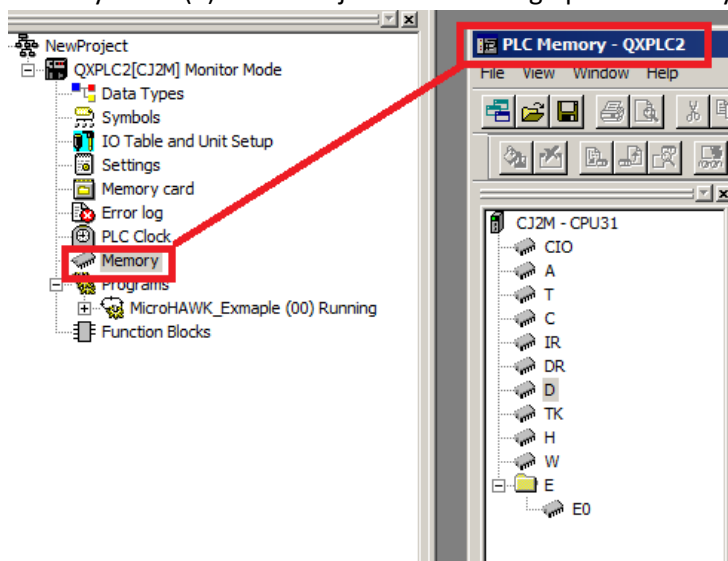 NewProject
QXPLC2[CJ2M] Monitor Mode
Data Types
Symbols
IO Table and Unit Setup
Settings
Memory card
Error log
PLC Clock
Memory
Programs
MicroHAWK_Exmaple (00) Running
Function Blocks
PLC Memory - QXPLC2
File View Window Help
CJ2M - CPU31
CIO
A
T
C
IR
DR
D
TK
H
W
E
E0